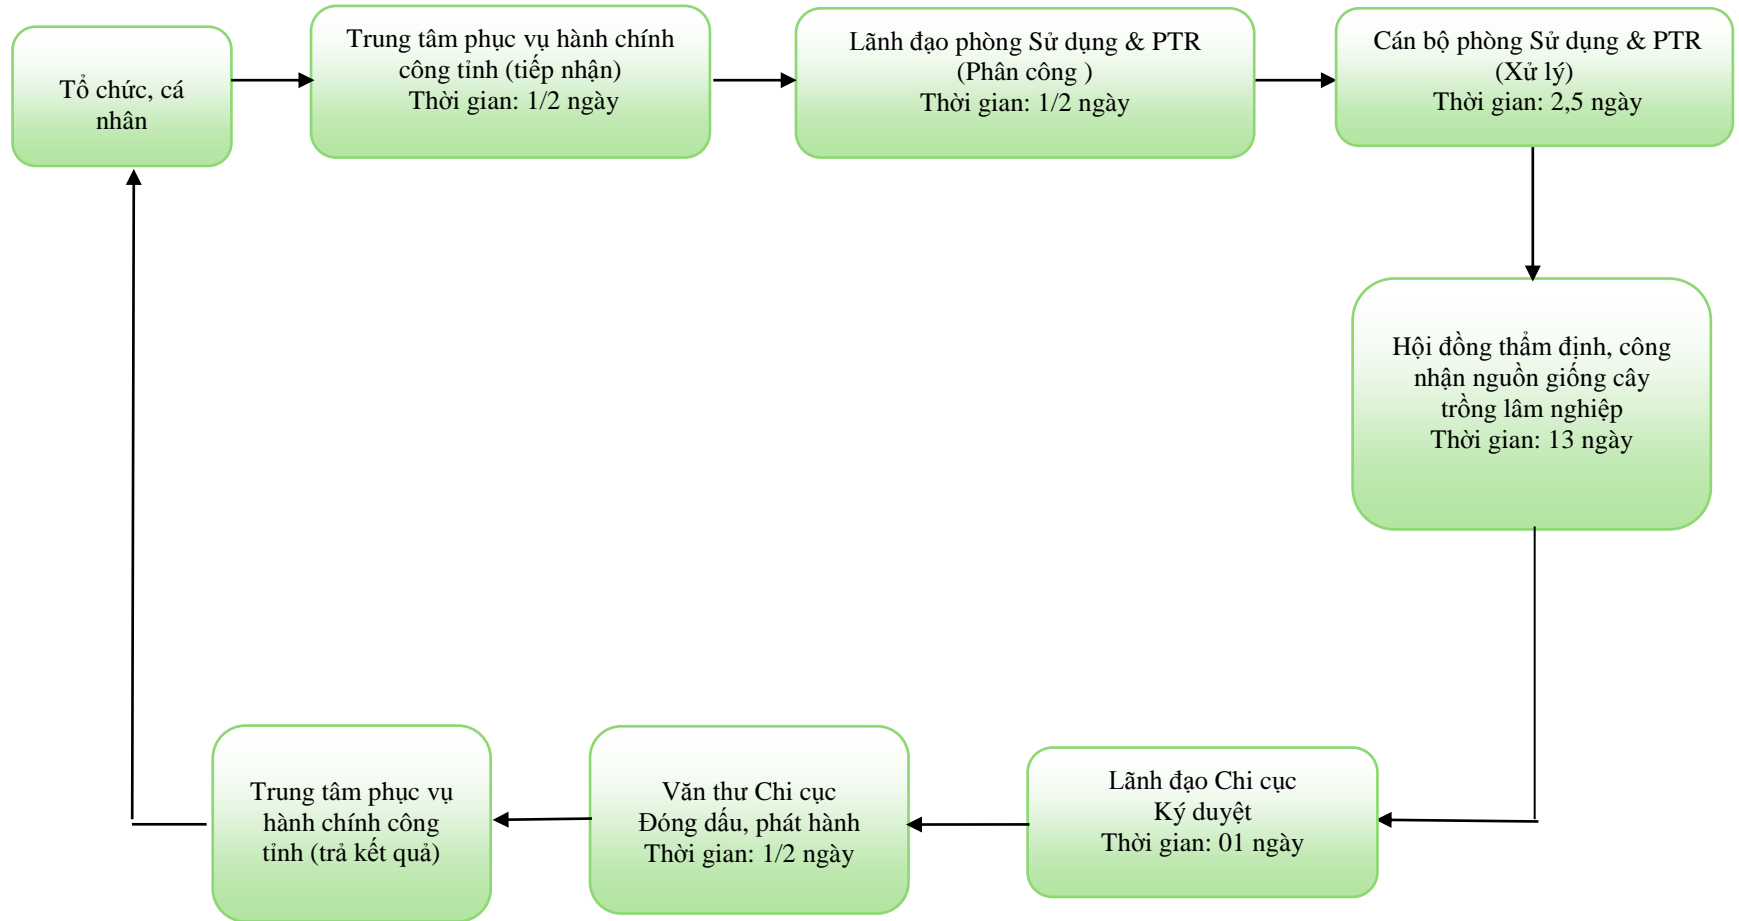 Tổ chức, cá
nhân
Trung tâm phục vụ hành chính
công tỉnh (tiếp nhận)
Thời gian: 1/2 ngày
Lãnh đạo phòng Sử dụng & PTR
(Phân công )
Thời gian: 1/2 ngày
Cán bộ phòng Sử dụng & PTR
(Xử lý)
Thời gian: 2,5 ngày
Hội đồng thẩm định, công
nhận nguồn giống cây
trồng lâm nghiệp
Thời gian: 13 ngày
Lãnh đạo Chi cục
Ký duyệt
Thời gian: 01 ngày
Văn thư Chi cục
Đóng dấu, phát hành
Thời gian: 1/2 ngày
Trung tâm phục vụ
hành chính công
tỉnh (trả kết quả)